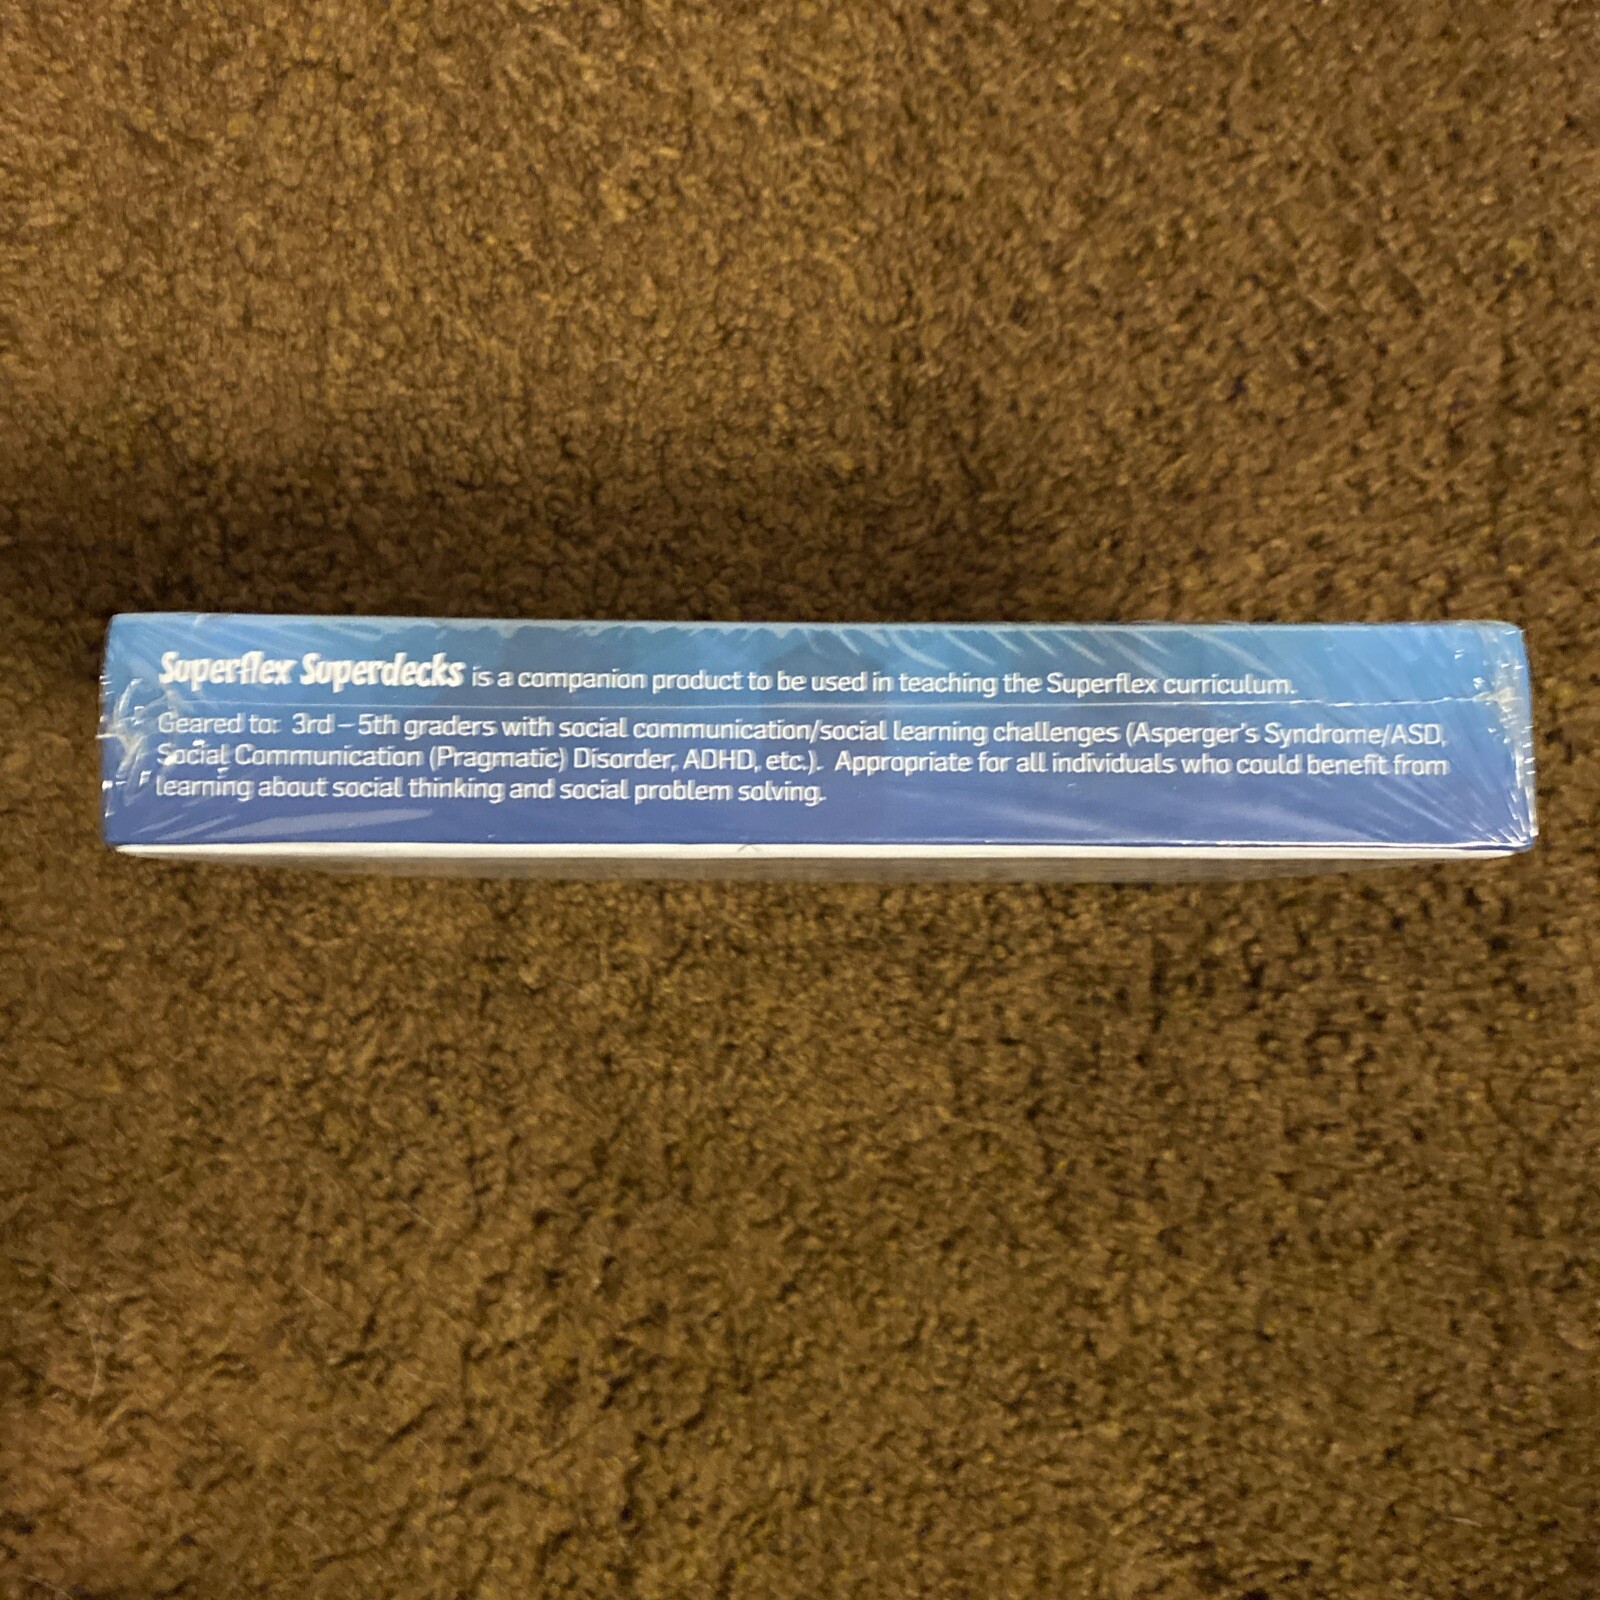 Superflex Superdecks is a companion product to be used in teaching the Superflex curriculum.
Geared to: 3rd – 5th graders with social communication/social learning challenges (Asperger's Syndrome/ASD,
Social Communication (Pragmatic) Disorder, ADHD, etc.). Appropriate for all individuals who could benefit from
learning about social thinking and social problem solving.